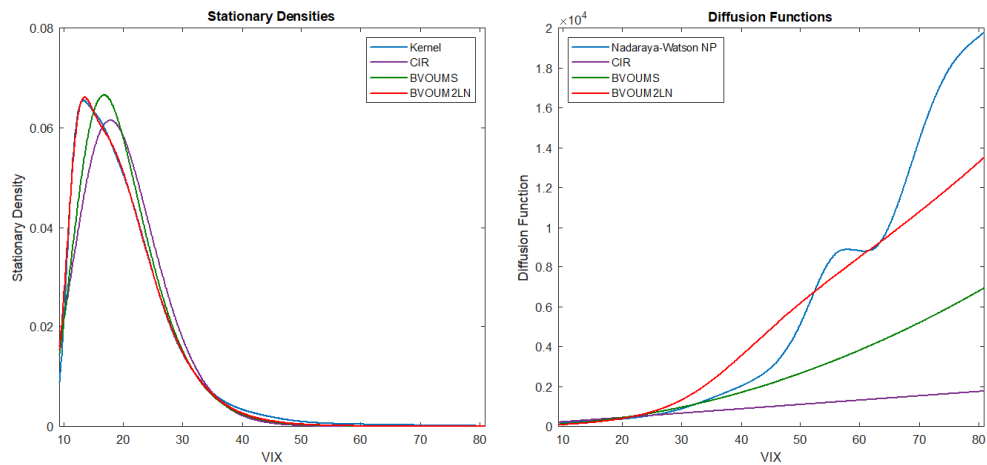 Stationary Densities
0.08
0.06
0.04
0.02
0
10 20 30 40 50 60 70 80
VIX
Stationary Density
Kernel
CIR
BVOUMS
BVOUM2LN
Diffusion Functions
×10⁴
2
1.8
1.6
1.4
1.2
1
0.8
0.6
0.4
0.2
0
10 20 30 40 50 60 70 80
VIX
Diffusion Function
Nadaraya-Watson NP
CIR
BVOUMS
BVOUM2LN